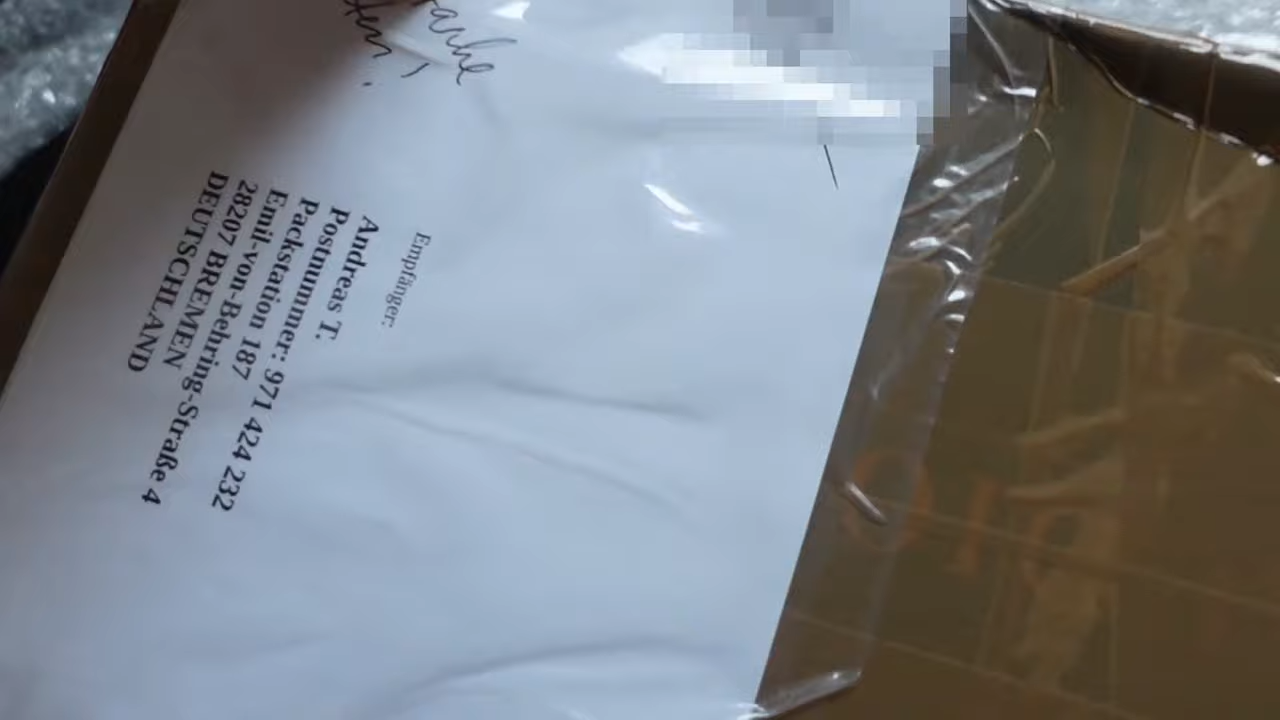 Empfänger:
Andreas T.
Postnummer: 971 424 232
Packstation 187
Emil-von-Behring-Straße 4
28207 BREMEN
DEUTSCHLAND